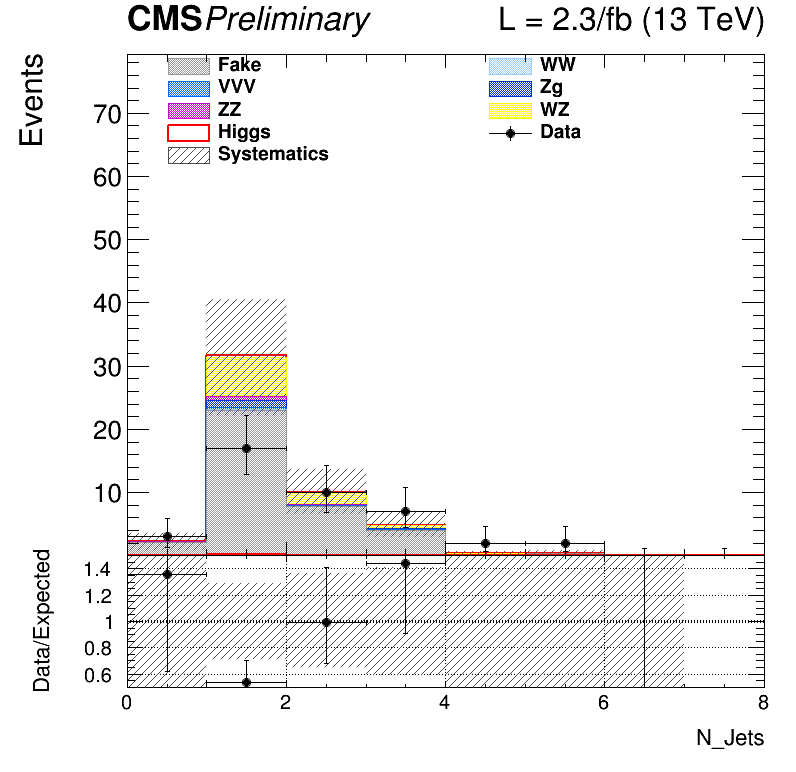 CMS Preliminary L = 2.3/fb (13 TeV)
Events
Fake WW
VVV Zg
ZZ WZ
Higgs Data
Systematics
70
60
50
40
30
20
10
Data/Expected
1.4
1.2
1
0.8
0.6
0 2 4 6 8
N_Jets